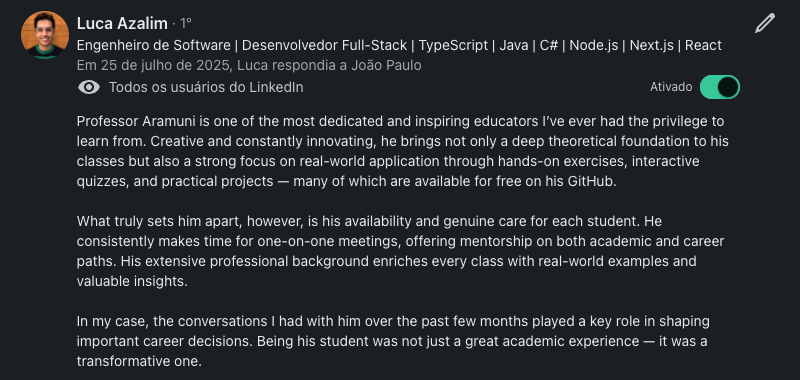 Luca Azalim · 1º
Engenheiro de Software | Desenvolvedor Full-Stack | TypeScript | Java | C# | Node.js | Next.js | React
Em 25 de julho de 2025, Luca respondia a João Paulo
Todos os usuários do LinkedIn
Ativado
Professor Aramuni is one of the most dedicated and inspiring educators I’ve ever had the privilege to
learn from. Creative and constantly innovating, he brings not only a deep theoretical foundation to his
classes but also a strong focus on real-world application through hands-on exercises, interactive
quizzes, and practical projects — many of which are available for free on his GitHub.
What truly sets him apart, however, is his availability and genuine care for each student. He
consistently makes time for one-on-one meetings, offering mentorship on both academic and career
paths. His extensive professional background enriches every class with real-world examples and
valuable insights.
In my case, the conversations I had with him over the past few months played a key role in shaping
important career decisions. Being his student was not just a great academic experience — it was a
transformative one.